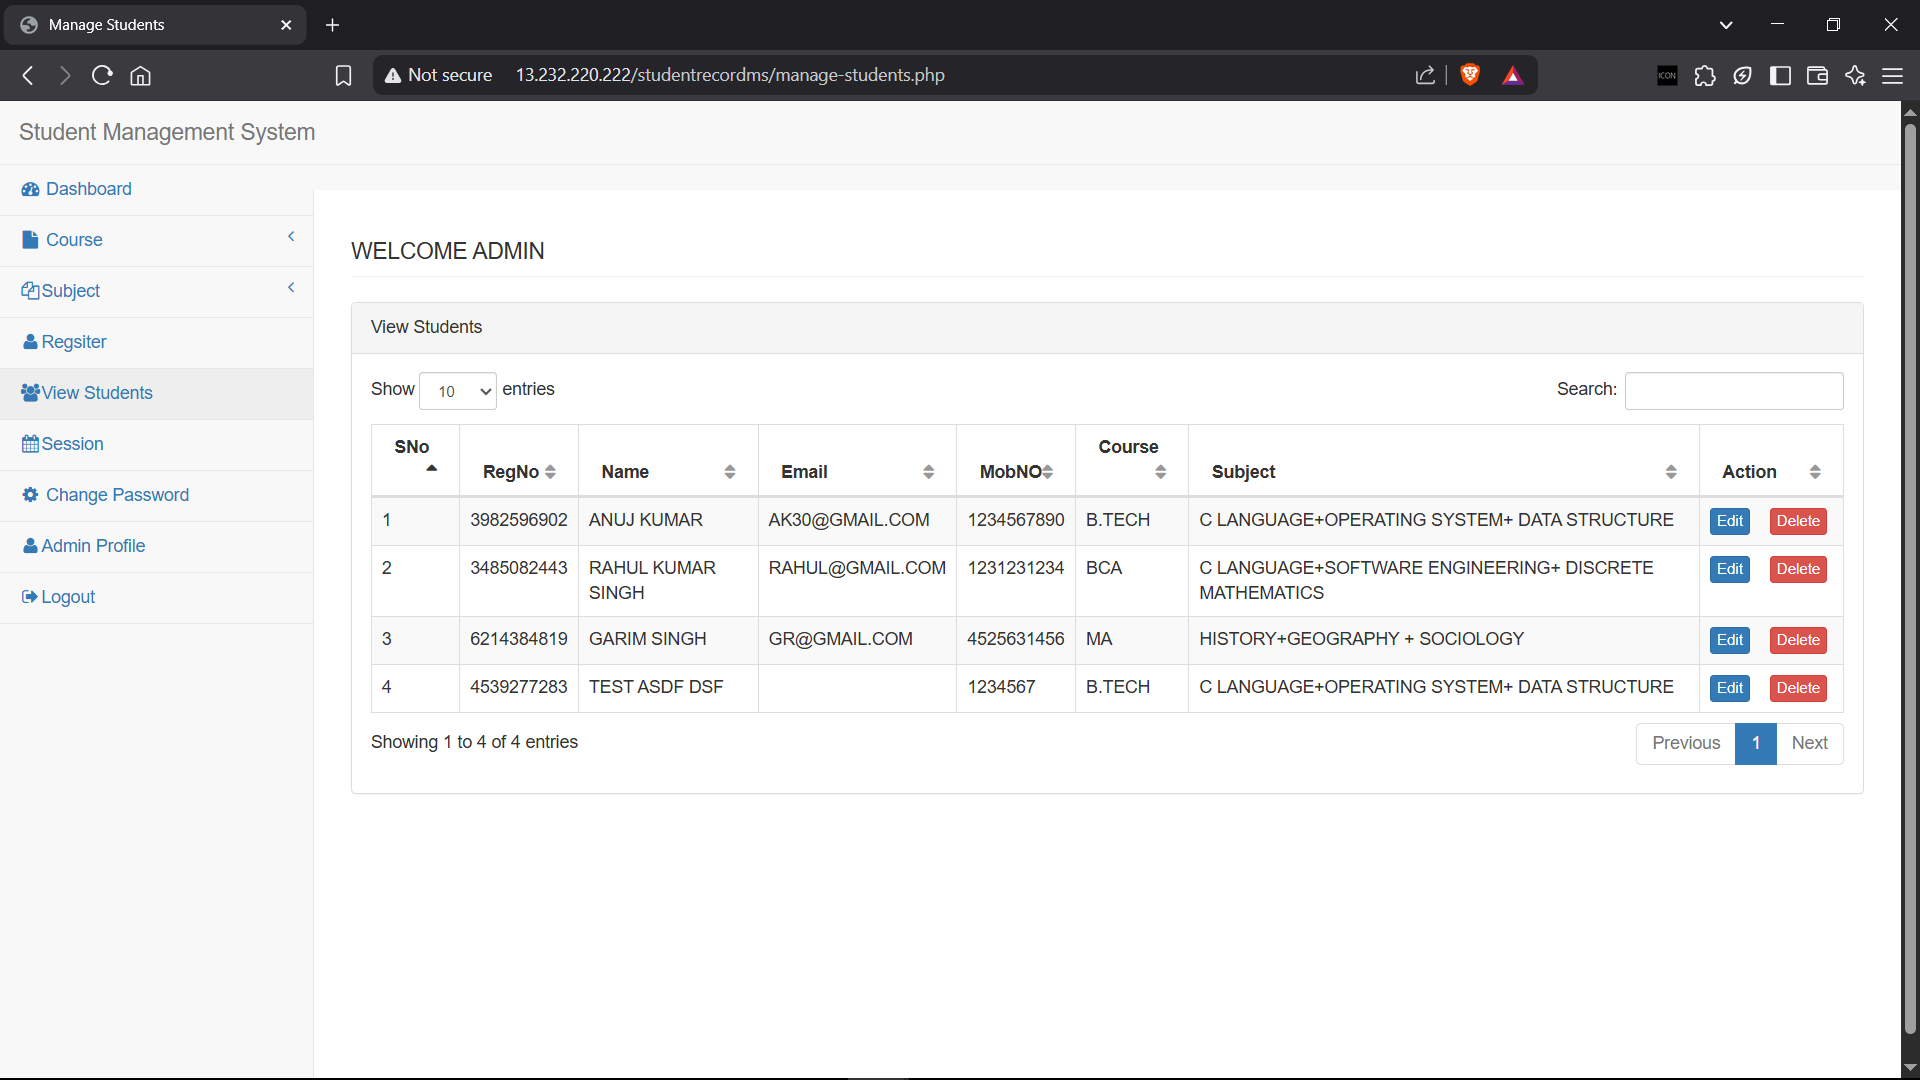 Manage Students
Not secure 13.232.220.222/studentrecordms/manage-students.php
ICON
Student Management System
Dashboard
Course
Subject
Regsiter
View Students
Session
Change Password
Admin Profile
Logout
WELCOME ADMIN
View Students
Show 10 entries Search:
SNo RegNo Name Email MobNO Course Subject Action
1 3982596902 ANUJ KUMAR AK30@GMAIL.COM 1234567890 B.TECH C LANGUAGE+OPERATING SYSTEM+ DATA STRUCTURE Edit Delete
2 3485082443 RAHUL KUMAR RAHUL@GMAIL.COM 1231231234 BCA C LANGUAGE+SOFTWARE ENGINEERING+ DISCRETE Edit Delete
SINGH MATHEMATICS
3 6214384819 GARIM SINGH GR@GMAIL.COM 4525631456 MA HISTORY+GEOGRAPHY + SOCIOLOGY Edit Delete
4 4539277283 TEST ASDF DSF 1234567 B.TECH C LANGUAGE+OPERATING SYSTEM+ DATA STRUCTURE Edit Delete
Showing 1 to 4 of 4 entries Previous 1 Next